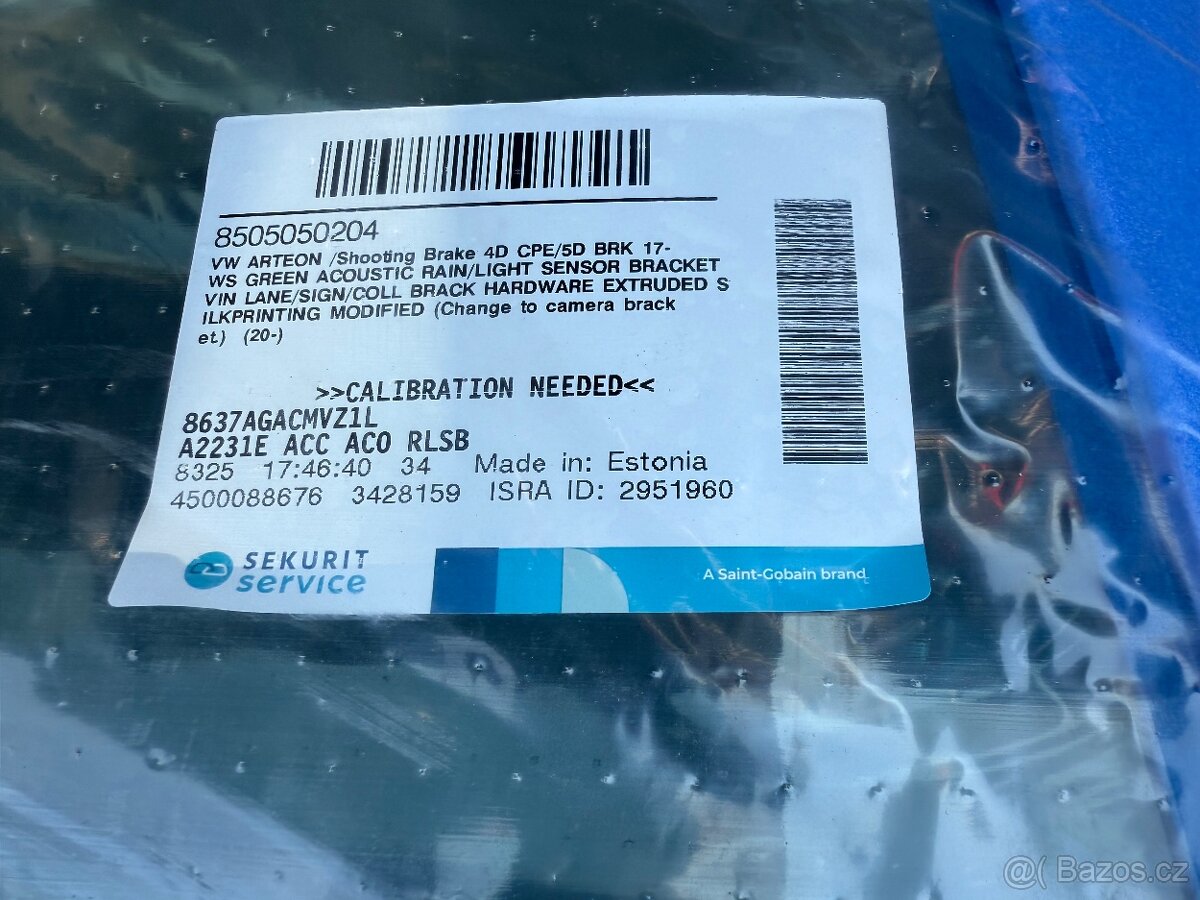 8505050204
VW ARTEON /Shooting Brake 4D CPE/5D BRK 17-
WS GREEN ACOUSTIC RAIN/LIGHT SENSOR BRACKET
VIN LANE/SIGN/COLL BRACK HARDWARE EXTRUDED S
ILKPRINTING MODIFIED (Change to camera brack
et.) (20-)
>>CALIBRATION NEEDED<<
8637AGACMVZ1L
A2231E ACC ACO RLSB
8325 17:46:40 34 Made in: Estonia
4500088676 3428159 ISRA ID: 2951960
SEKURIT
service
A Saint-Gobain brand
@( Bazos.cz